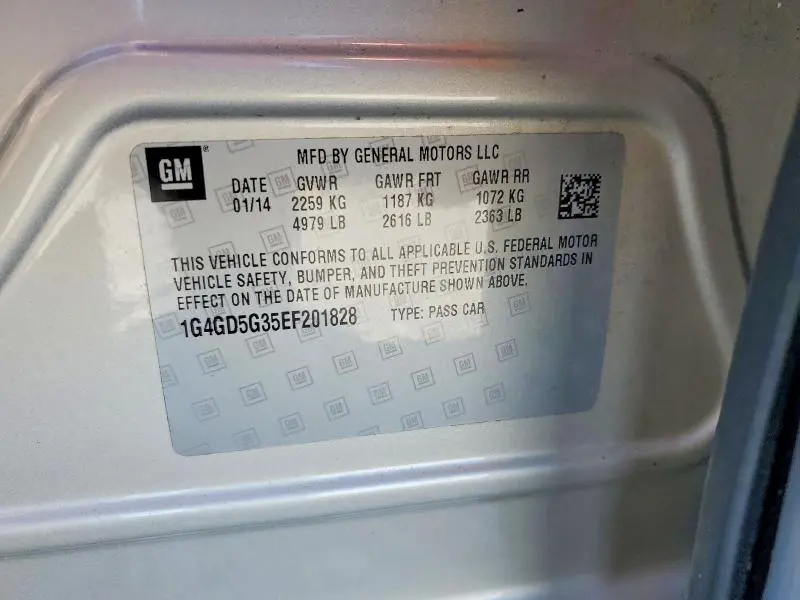 GM ® MFD BY GENERAL MOTORS LLC
DATE GVWR GAWR FRT GAWR RR
01/14 2259 KG 1187 KG 1072 KG
4979 LB 2616 LB 2363 LB
THIS VEHICLE CONFORMS TO ALL APPLICABLE U.S. FEDERAL MOTOR
VEHICLE SAFETY, BUMPER, AND THEFT PREVENTION STANDARDS IN
EFFECT ON THE DATE OF MANUFACTURE SHOWN ABOVE.
1G4GD5G35EF201828 TYPE: PASS CAR